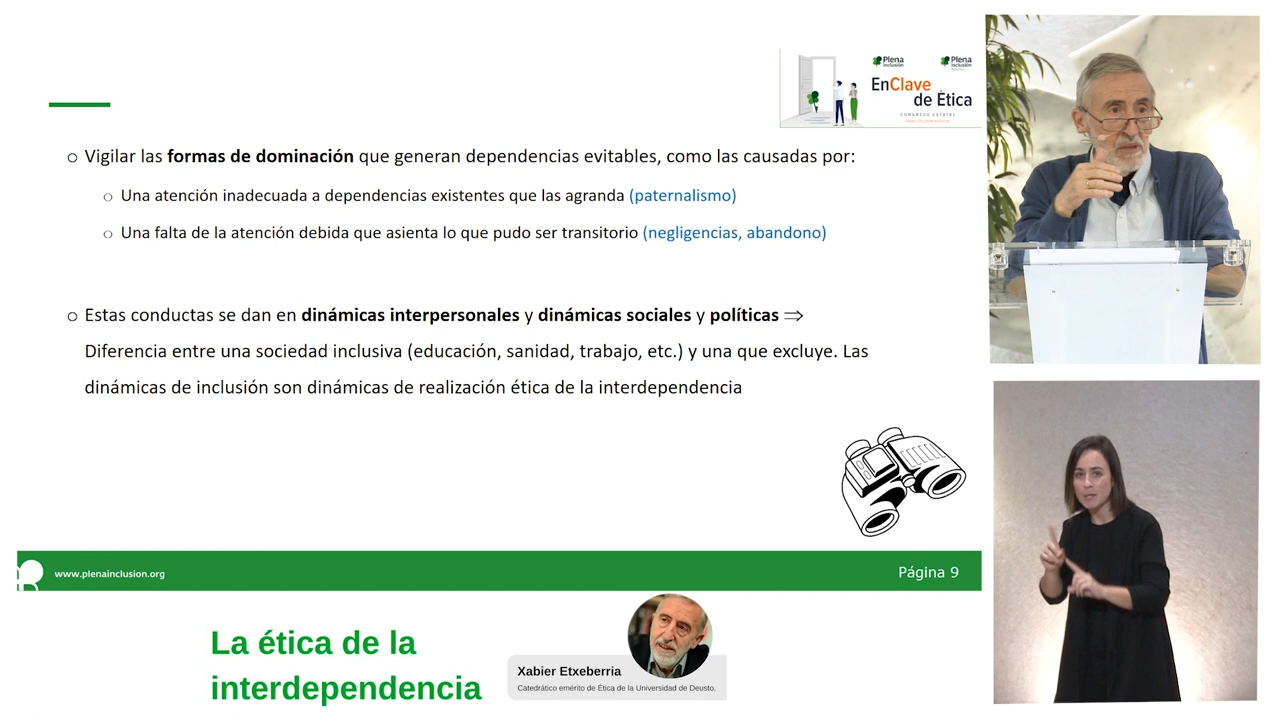 Plena
inclusión
Plena
inclusión
EnClave
de Ética
CONGRESO ESTATAL
○ Vigilar las formas de dominación que generan dependencias evitables, como las causadas por:
○ Una atención inadecuada a dependencias existentes que las agranda (paternalismo)
○ Una falta de la atención debida que asienta lo que pudo ser transitorio (negligencias, abandono)
○ Estas conductas se dan en dinámicas interpersonales y dinámicas sociales y políticas ⇒
Diferencia entre una sociedad inclusiva (educación, sanidad, trabajo, etc.) y una que excluye. Las
dinámicas de inclusión son dinámicas de realización ética de la interdependencia
www.plenainclusion.org
Página 9
La ética de la
interdependencia
Xabier Etxeberria
Catedrático emérito de Ética de la Universidad de Deusto.